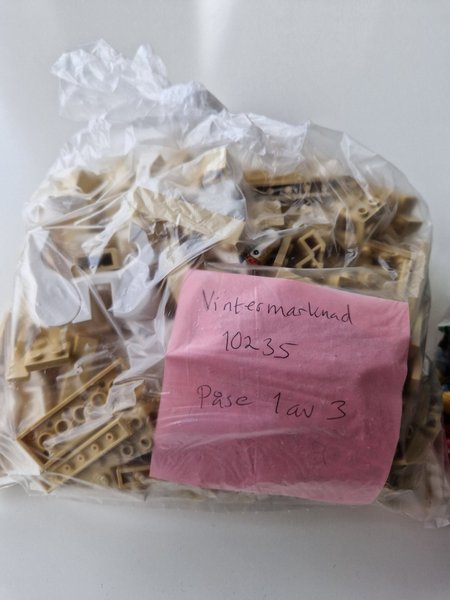 Vintermarknad
10235
Påse 1 av 3